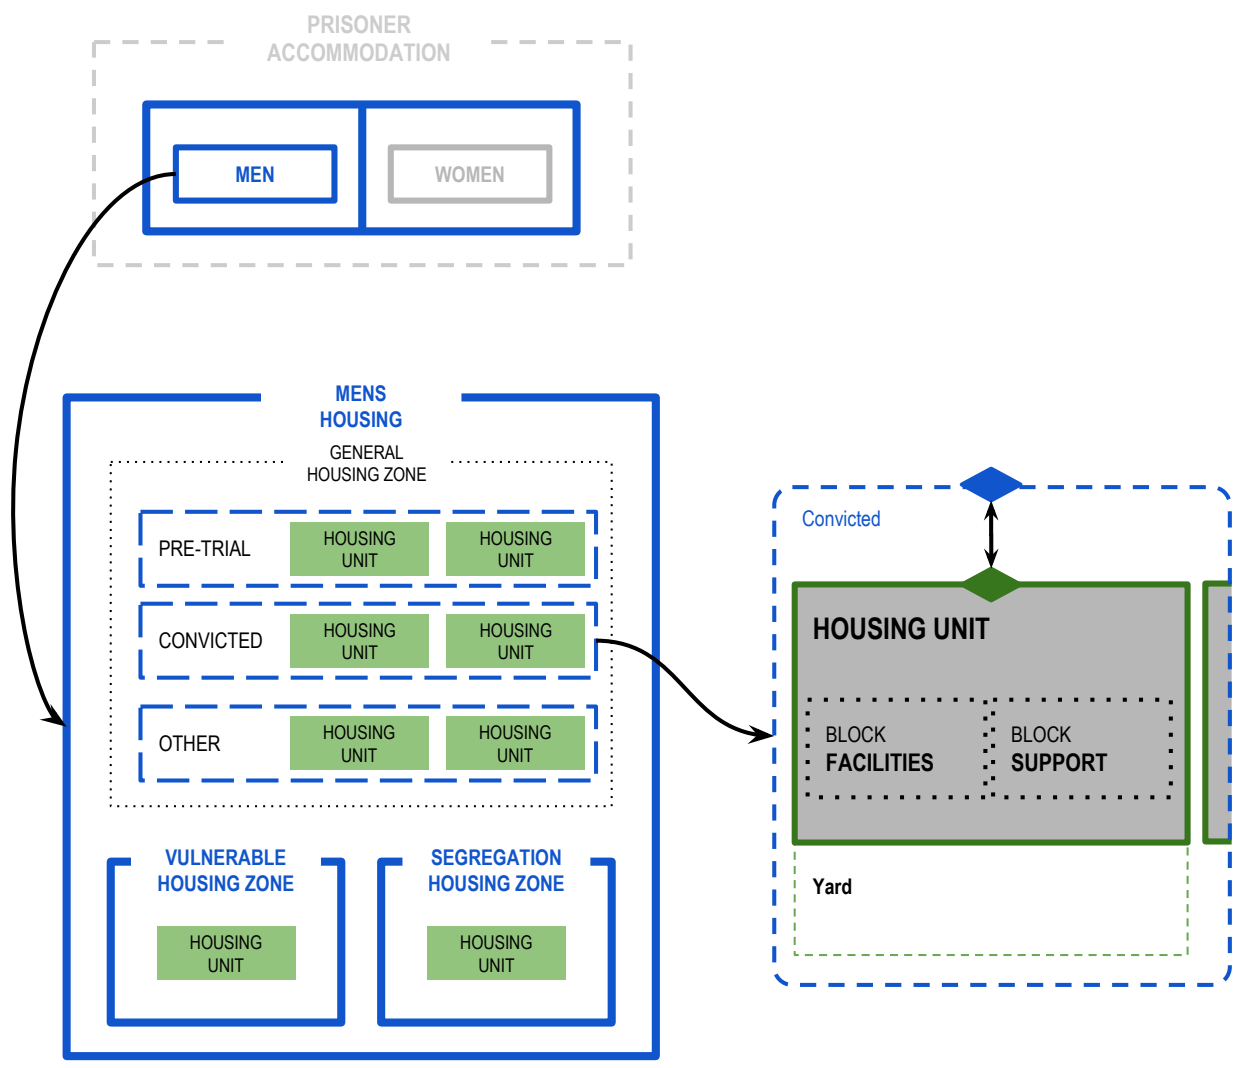 PRISONER
ACCOMMODATION
MEN
WOMEN
MENS
HOUSING
GENERAL
HOUSING ZONE
PRE-TRIAL
HOUSING
UNIT
HOUSING
UNIT
CONVICTED
HOUSING
UNIT
HOUSING
UNIT
OTHER
HOUSING
UNIT
HOUSING
UNIT
VULNERABLE
HOUSING ZONE
HOUSING
UNIT
SEGREGATION
HOUSING ZONE
HOUSING
UNIT
Convicted
HOUSING UNIT
BLOCK
FACILITIES
BLOCK
SUPPORT
Yard